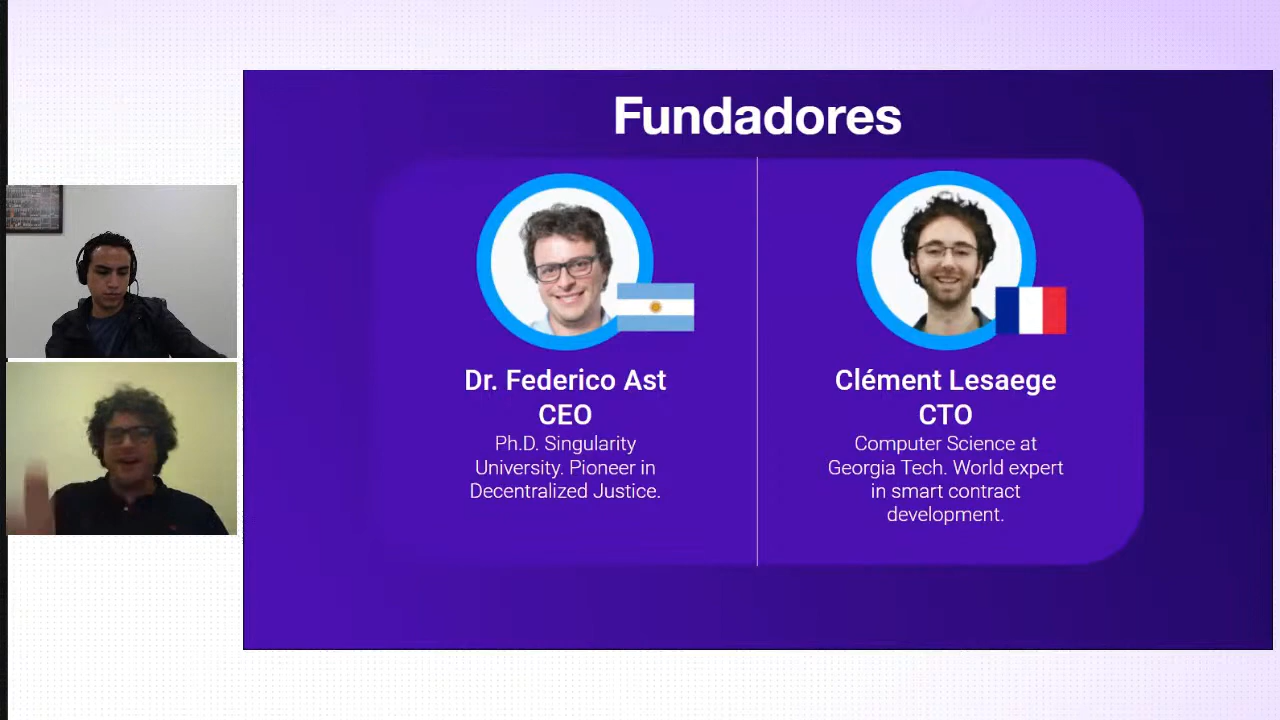 Fundadores
Dr. Federico Ast
CEO
Ph.D. Singularity
University. Pioneer in
Decentralized Justice.
Clément Lesaege
CTO
Computer Science at
Georgia Tech. World expert
in smart contract
development.